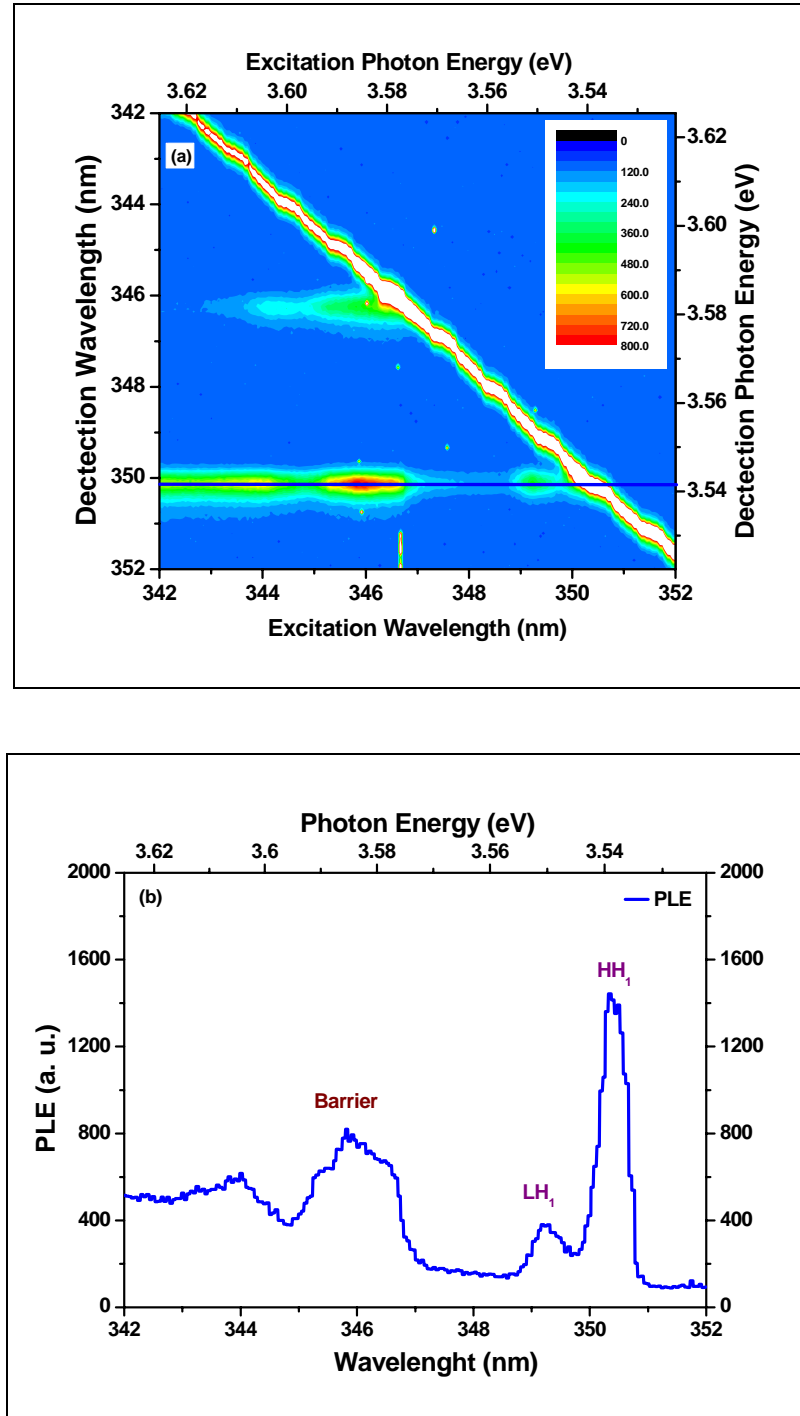 Excitation Photon Energy (eV)
3.62 3.60 3.58 3.56 3.54
(a)
Dectection Wavelength (nm)
342
344
346
348
350
352
0
120.0
240.0
360.0
480.0
600.0
720.0
800.0
3.62
3.60
3.58
3.56
3.54
Dectection Photon Energy (eV)
342 344 346 348 350 352
Excitation Wavelength (nm)
Photon Energy (eV)
3.62 3.6 3.58 3.56 3.54
(b)
PLE
PLE (a. u.)
2000
1600
1200
800
400
0
HH1
Barrier
LH1
2000
1600
1200
800
400
0
342 344 346 348 350 352
Wavelenght (nm)